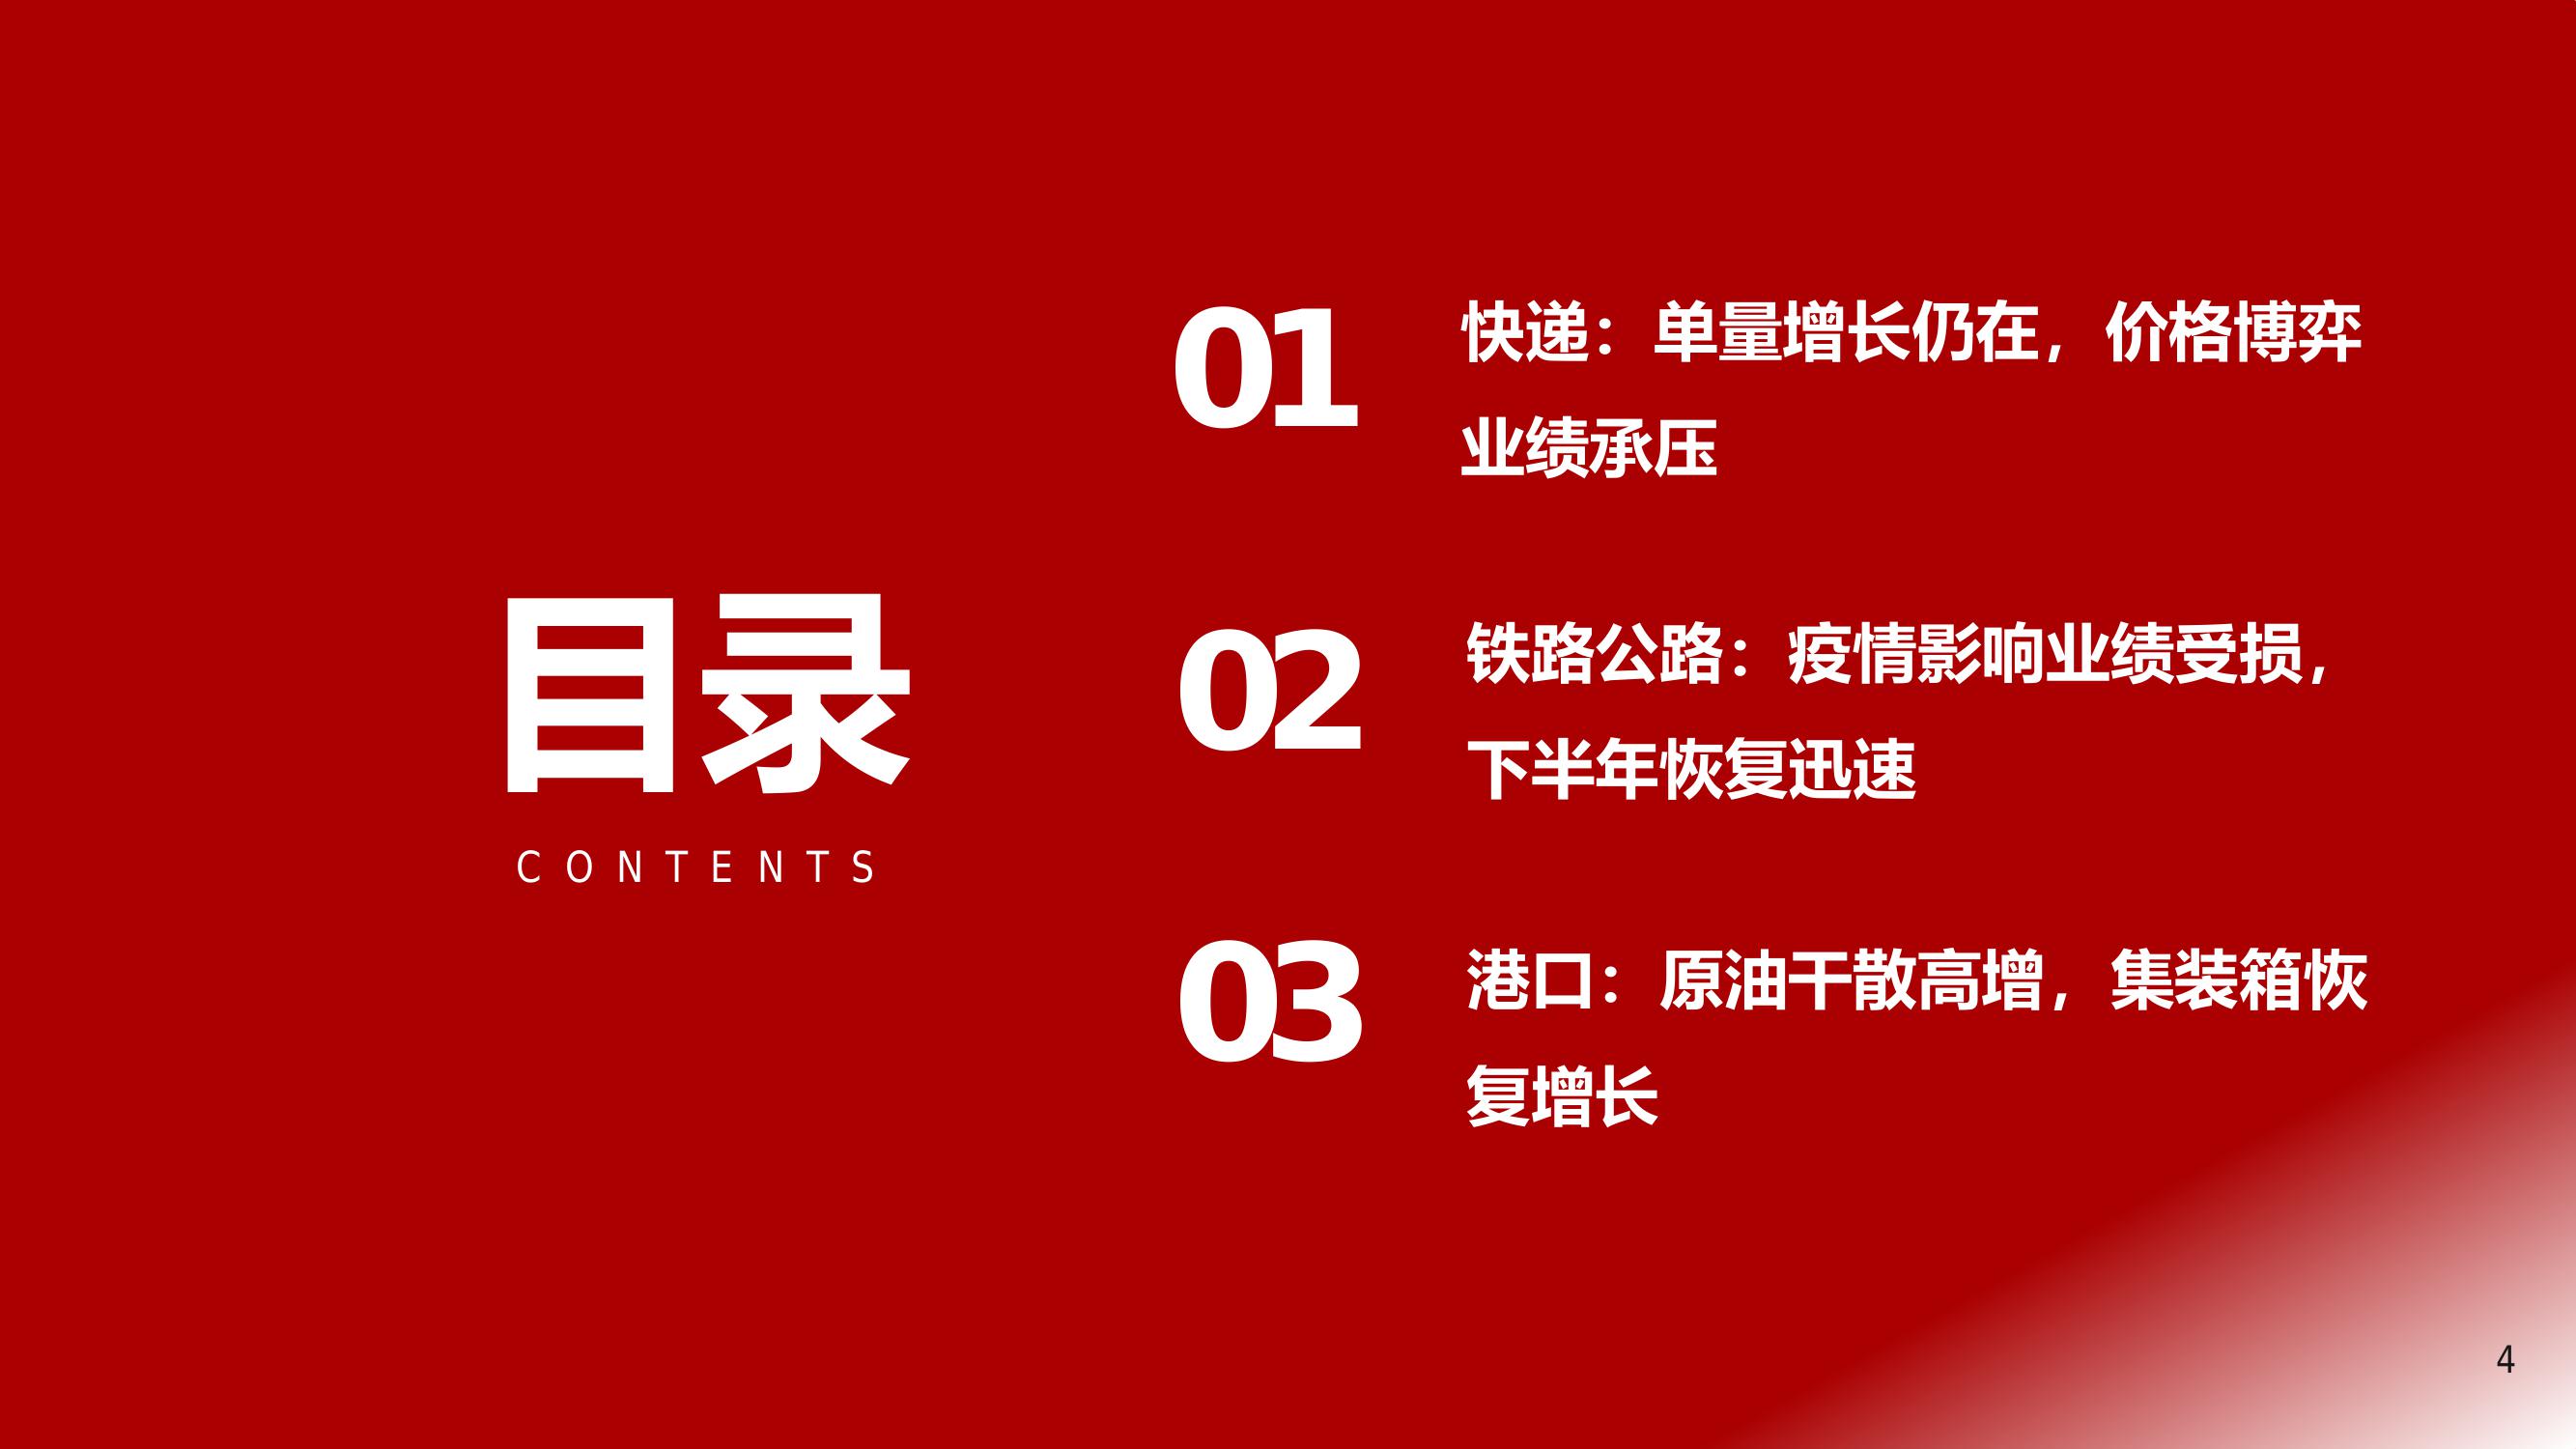 目录
CONTENTS
01
快递：单量增长仍在，价格博弈
业绩承压
02
铁路公路：疫情影响业绩受损，
下半年恢复迅速
03
港口：原油干散高增，集装箱恢
复增长
4